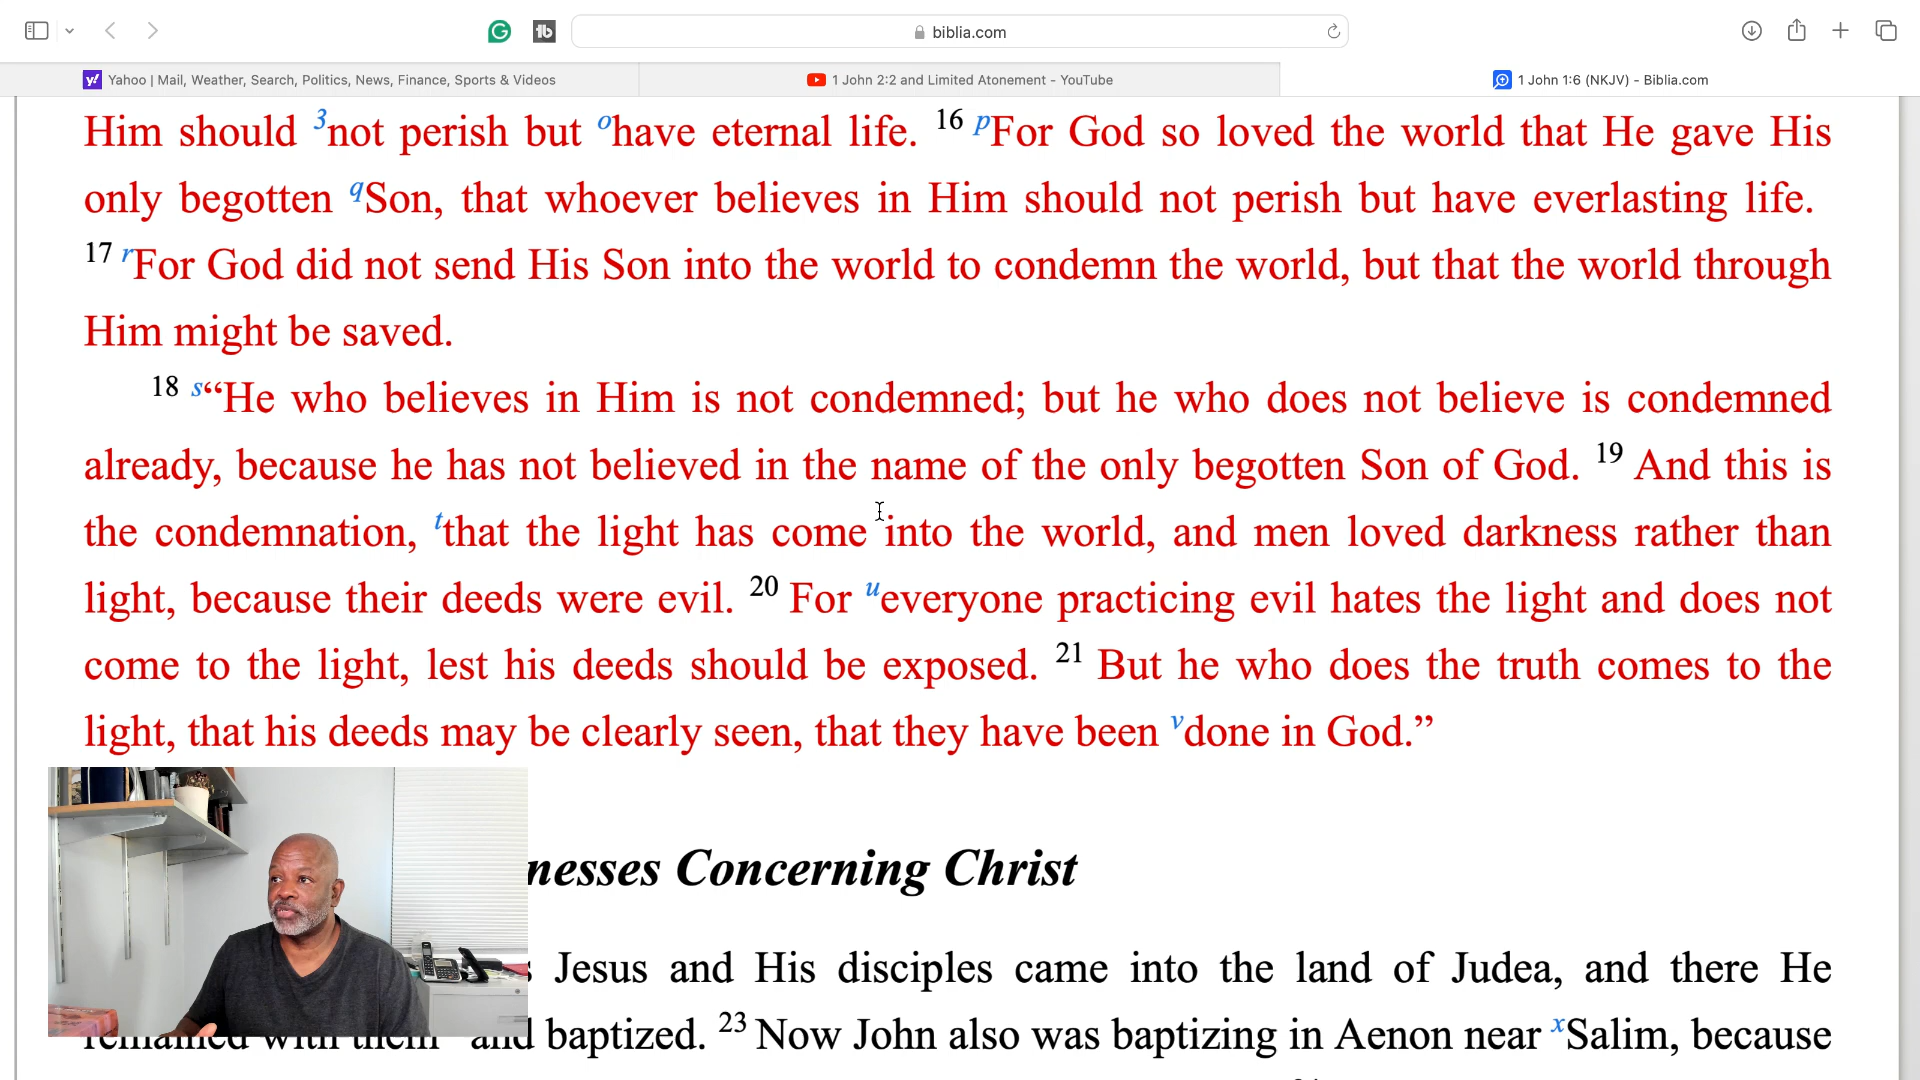 biblia.com
Yahoo | Mail, Weather, Search, Politics, News, Finance, Sports & Videos
1 John 2:2 and Limited Atonement - YouTube
1 John 1:6 (NKJV) - Biblia.com
Him should 3not perish but ohave eternal life. 16 pFor God so loved the world that He gave His
only begotten qSon, that whoever believes in Him should not perish but have everlasting life.
17 rFor God did not send His Son into the world to condemn the world, but that the world through
Him might be saved.
18 s“He who believes in Him is not condemned; but he who does not believe is condemned
already, because he has not believed in the name of the only begotten Son of God. 19 And this is
the condemnation, tthat the light has come into the world, and men loved darkness rather than
light, because their deeds were evil. 20 For ueveryone practicing evil hates the light and does not
come to the light, lest his deeds should be exposed. 21 But he who does the truth comes to the
light, that his deeds may be clearly seen, that they have been vdone in God.”
nesses Concerning Christ
Jesus and His disciples came into the land of Judea, and there He
remained with them and baptized. 23 Now John also was baptizing in Aenon near xSalim, because